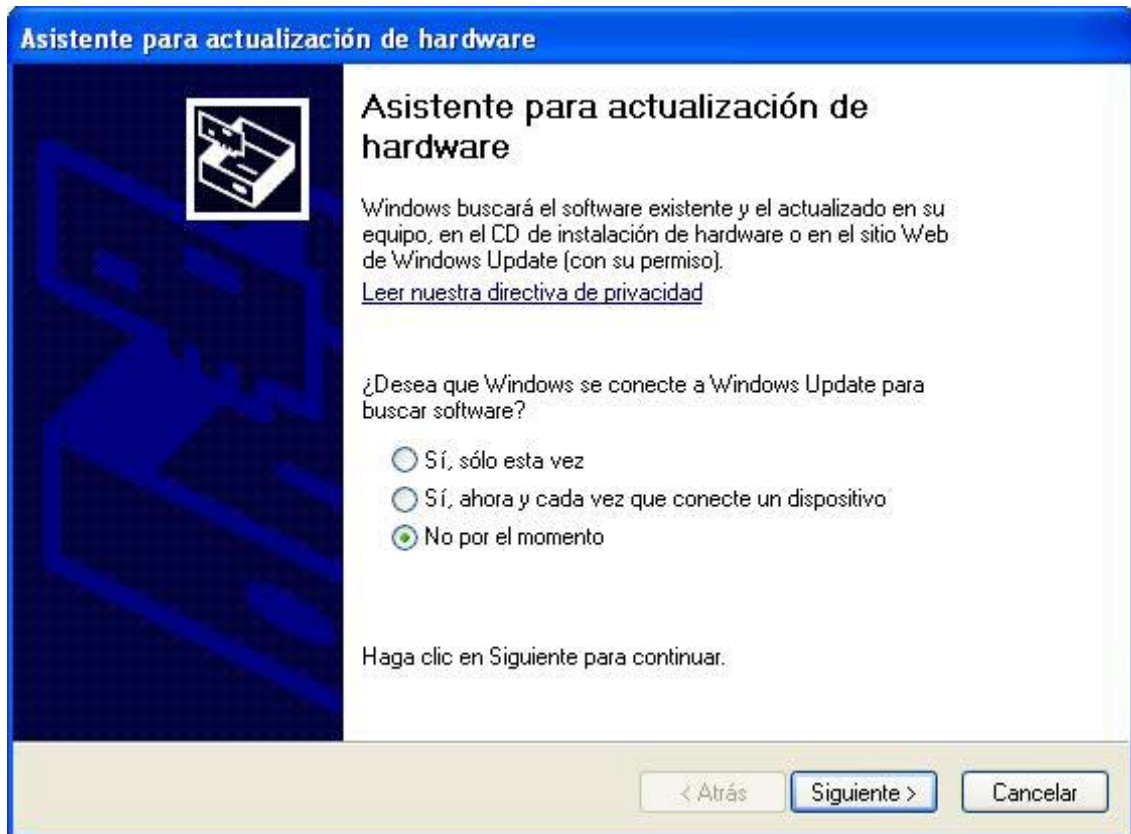 Asistente para actualización de hardware
Asistente para actualización de
hardware
Windows buscará el software existente y el actualizado en su
equipo, en el CD de instalación de hardware o en el sitio Web
de Windows Update (con su permiso).
Leer nuestra directiva de privacidad
¿Desea que Windows se conecte a Windows Update para
buscar software?
Sí, sólo esta vez
Sí, ahora y cada vez que conecte un dispositivo
No por el momento
Haga clic en Siguiente para continuar.
< Atrás Siguiente > Cancelar